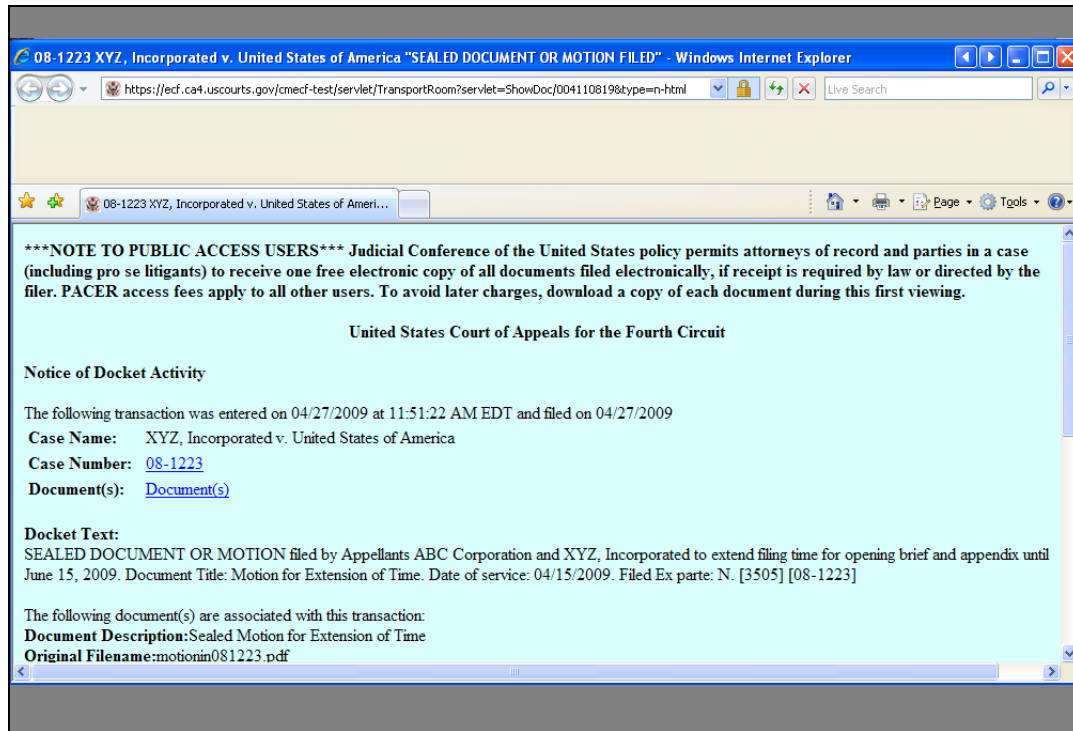 08-1223 XYZ, Incorporated v. United States of America "SEALED DOCUMENT OR MOTION FILED" - Windows Internet Explorer
https://ecf.ca4.uscourts.gov/cmecf-test/servlet/TransportRoom?servlet=ShowDoc/004110819&type=n-html
Live Search
08-1223 XYZ, Incorporated v. United States of Ameri...
Page
Tools
***NOTE TO PUBLIC ACCESS USERS*** Judicial Conference of the United States policy permits attorneys of record and parties in a case
(including pro se litigants) to receive one free electronic copy of all documents filed electronically, if receipt is required by law or directed by the
filer. PACER access fees apply to all other users. To avoid later charges, download a copy of each document during this first viewing.
United States Court of Appeals for the Fourth Circuit
Notice of Docket Activity
The following transaction was entered on 04/27/2009 at 11:51:22 AM EDT and filed on 04/27/2009
Case Name: XYZ, Incorporated v. United States of America
Case Number: 08-1223
Document(s): Document(s)
Docket Text:
SEALED DOCUMENT OR MOTION filed by Appellants ABC Corporation and XYZ, Incorporated to extend filing time for opening brief and appendix until
June 15, 2009. Document Title: Motion for Extension of Time. Date of service: 04/15/2009. Filed Ex parte: N. [3505] [08-1223]
The following document(s) are associated with this transaction:
Document Description:Sealed Motion for Extension of Time
Original Filename:motionin081223.pdf